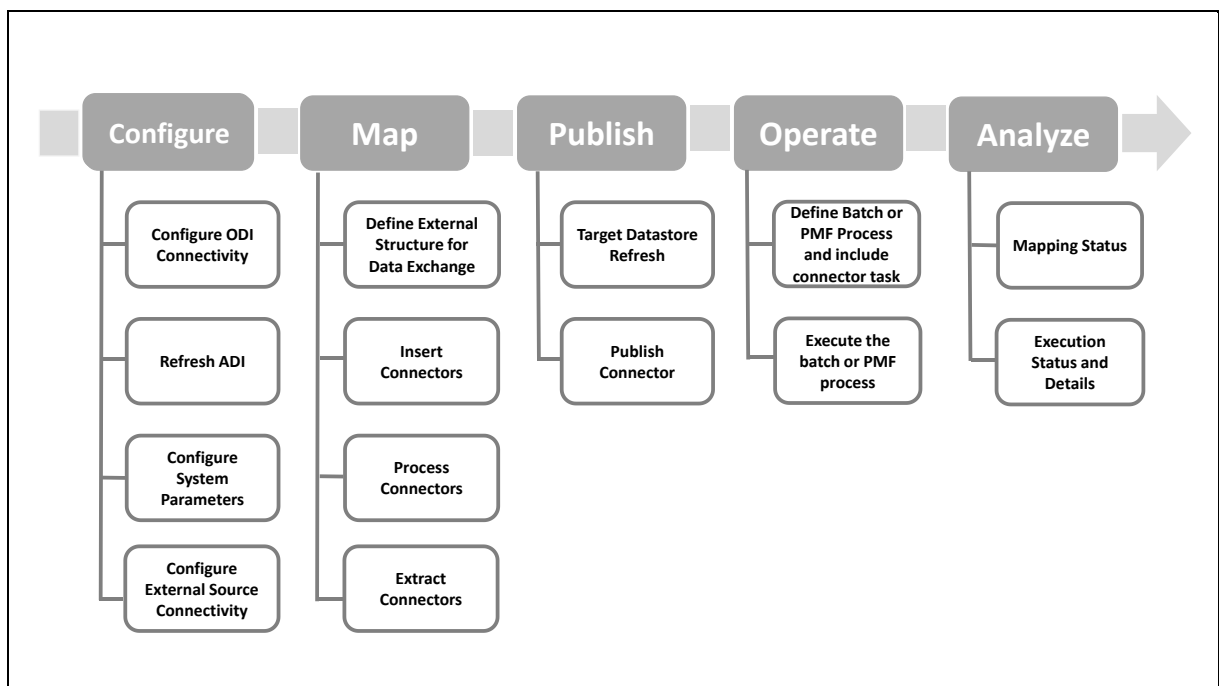 Configure
Map
Publish
Operate
Analyze
Configure ODI
Connectivity
Refresh ADI
Configure
System
Parameters
Configure
External Source
Connectivity
Define External
Structure for
Data Exchange
Insert
Connectors
Process
Connectors
Extract
Connectors
Target Datastore
Refresh
Publish
Connector
Define Batch or
PMF Process
and include
connector task
Execute the
batch or PMF
process
Mapping Status
Execution
Status and
Details